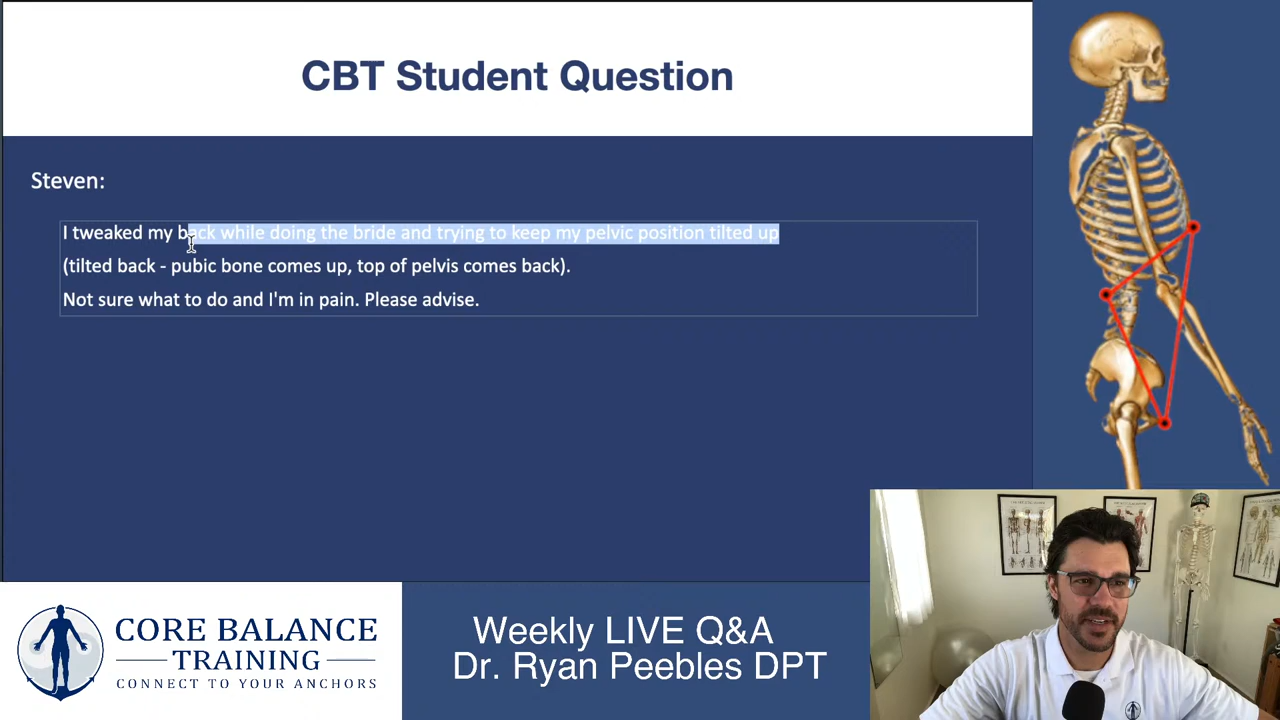 CBT Student Question
Steven:
I tweaked my back while doing the bride and trying to keep my pelvic position tilted up
(tilted back - pubic bone comes up, top of pelvis comes back).
Not sure what to do and I'm in pain. Please advise.
CORE BALANCE
TRAINING
CONNECT TO YOUR ANCHORS
Weekly LIVE Q&A
Dr. Ryan Peebles DPT